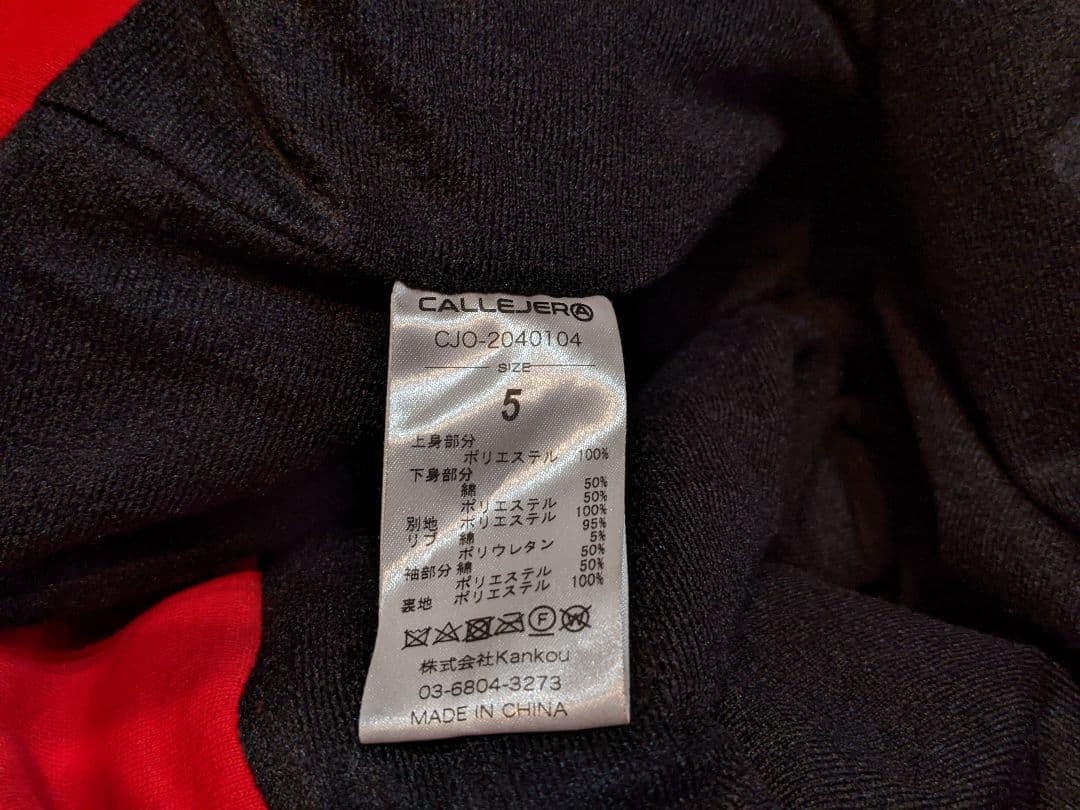 CALLEJERA
CJO-2040104
SIZE
5
上身部分
ポリエステル 100%
下身部分
綿 50%
ポリエステル 50%
別地 ポリエステル 100%
リブ 綿 95%
ポリウレタン 5%
袖部分 綿 50%
ポリエステル 50%
裏地 ポリエステル 100%
F W
株式会社Kankou
03-6804-3273
MADE IN CHINA